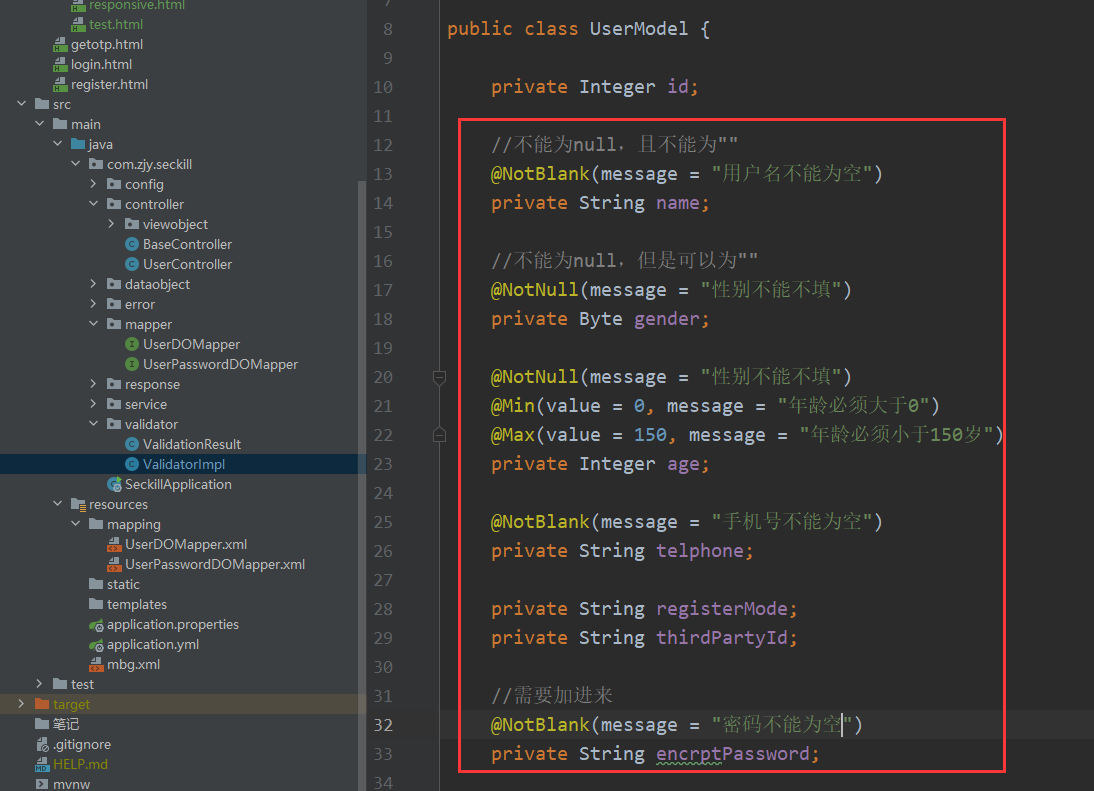 responsive.html
test.html
getotp.html
login.html
register.html
src
main
java
com.zjy.seckill
config
controller
viewobject
BaseController
UserController
dataobject
error
mapper
UserDOMapper
UserPasswordDOMapper
response
service
validator
ValidationResult
ValidatorImpl
SeckillApplication
resources
mapping
UserDOMapper.xml
UserPasswordDOMapper.xml
static
templates
application.properties
application.yml
mbg.xml
test
target
笔记
.gitignore
HELP.md
mvnw
7
8 public class UserModel {
9
10 private Integer id;
11
12 //不能为null，且不能为""
13 @NotBlank(message = "用户名不能为空")
14 private String name;
15
16 //不能为null，但是可以为""
17 @NotNull(message = "性别不能不填")
18 private Byte gender;
19
20 @NotNull(message = "性别不能不填")
21 @Min(value = 0, message = "年龄必须大于0")
22 @Max(value = 150, message = "年龄必须小于150岁")
23 private Integer age;
24
25 @NotBlank(message = "手机号不能为空")
26 private String telphone;
27
28 private String registerMode;
29 private String thirdPartyId;
30
31 //需要加进来
32 @NotBlank(message = "密码不能为空")
33 private String encrptPassword;
34